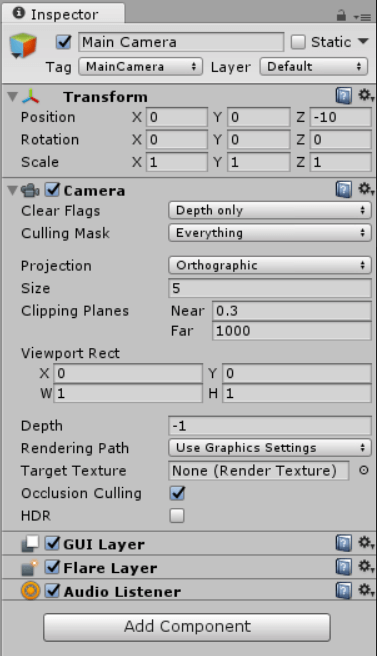 Inspector
Main Camera Static
Tag MainCamera Layer Default
Transform
Position X 0 Y 0 Z -10
Rotation X 0 Y 0 Z 0
Scale X 1 Y 1 Z 1
Camera
Clear Flags Depth only
Culling Mask Everything
Projection Orthographic
Size 5
Clipping Planes Near 0.3
Far 1000
Viewport Rect
X 0 Y 0
W 1 H 1
Depth -1
Rendering Path Use Graphics Settings
Target Texture None (Render Texture)
Occlusion Culling
HDR
GUI Layer
Flare Layer
Audio Listener
Add Component